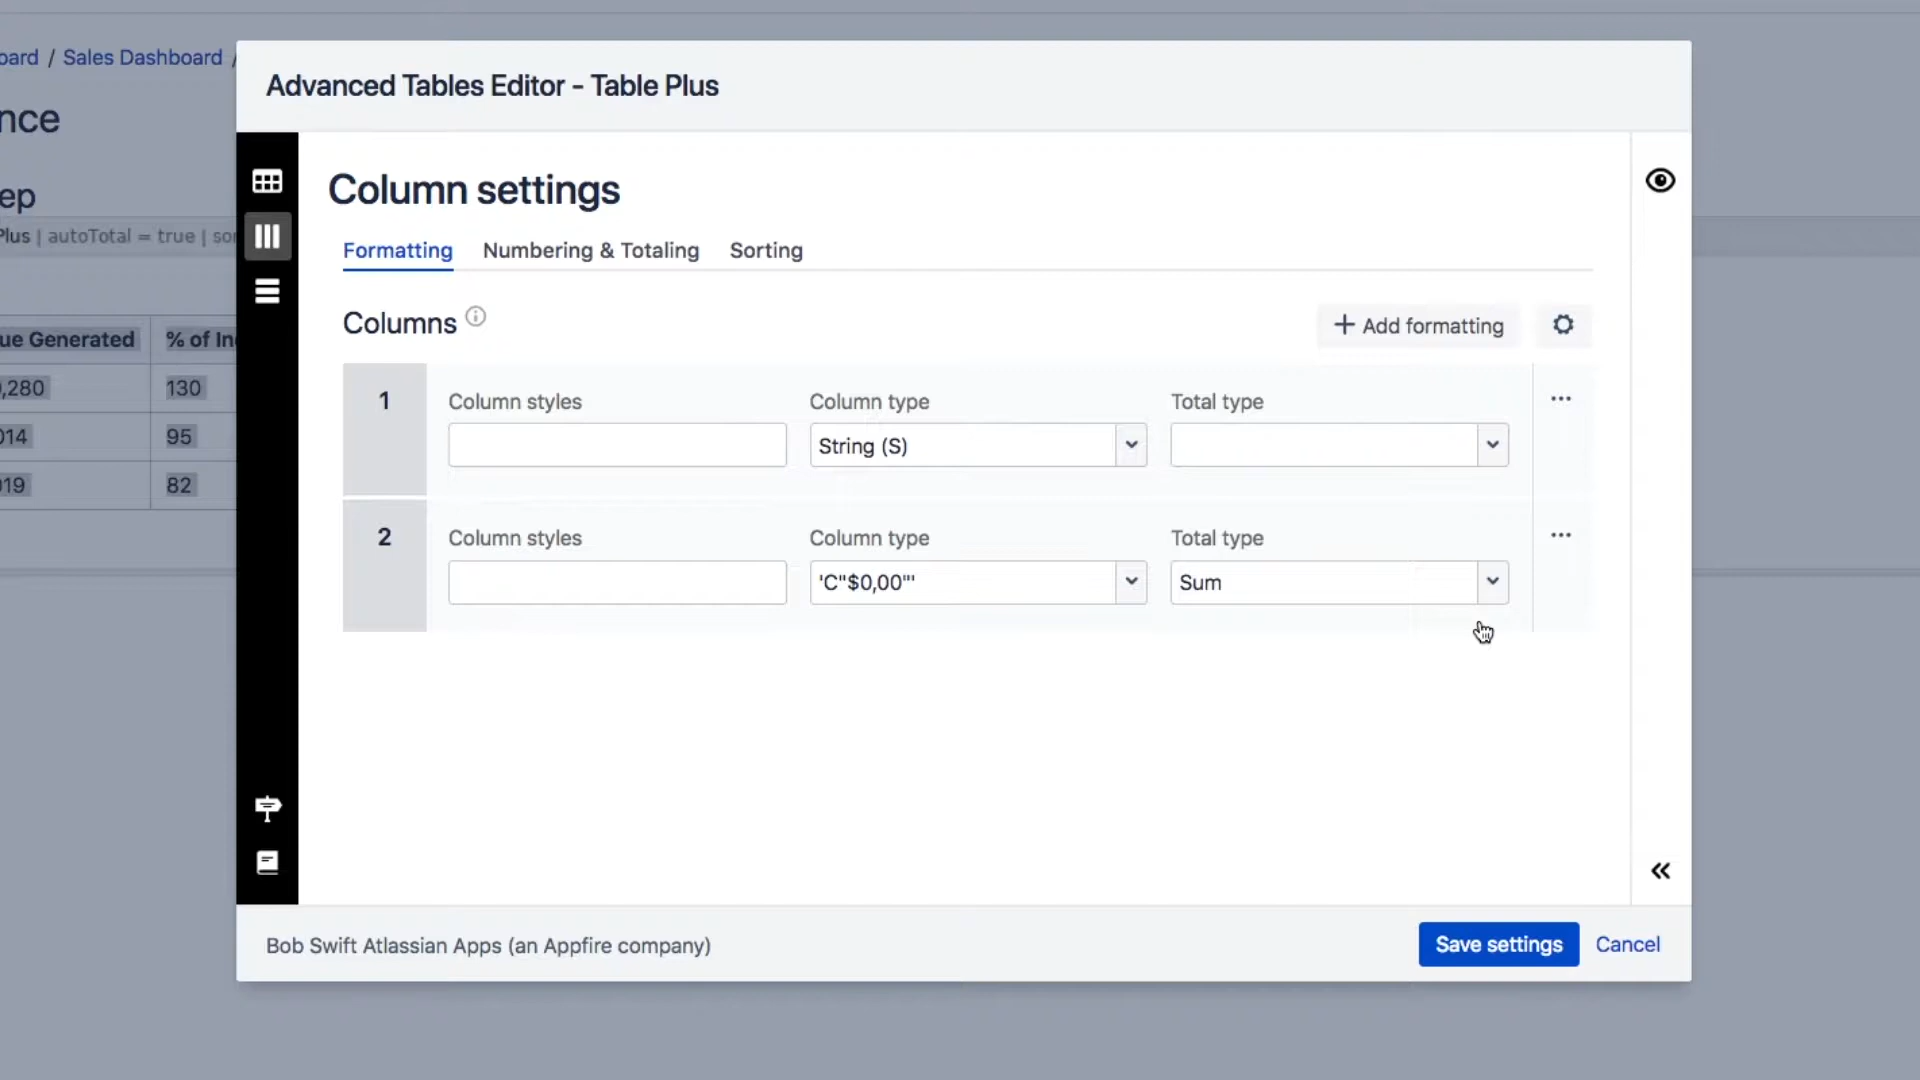 oard / Sales Dashboard /
nce
ep
Plus | autoTotal = true | sor
ue Generated % of In
,280 130
014 95
019 82
Advanced Tables Editor - Table Plus
Column settings
Formatting Numbering & Totaling Sorting
Columns
+ Add formatting
1 Column styles Column type Total type
String (S)
2 Column styles Column type Total type
'C"$0,00"' Sum
Bob Swift Atlassian Apps (an Appfire company)
Save settings Cancel